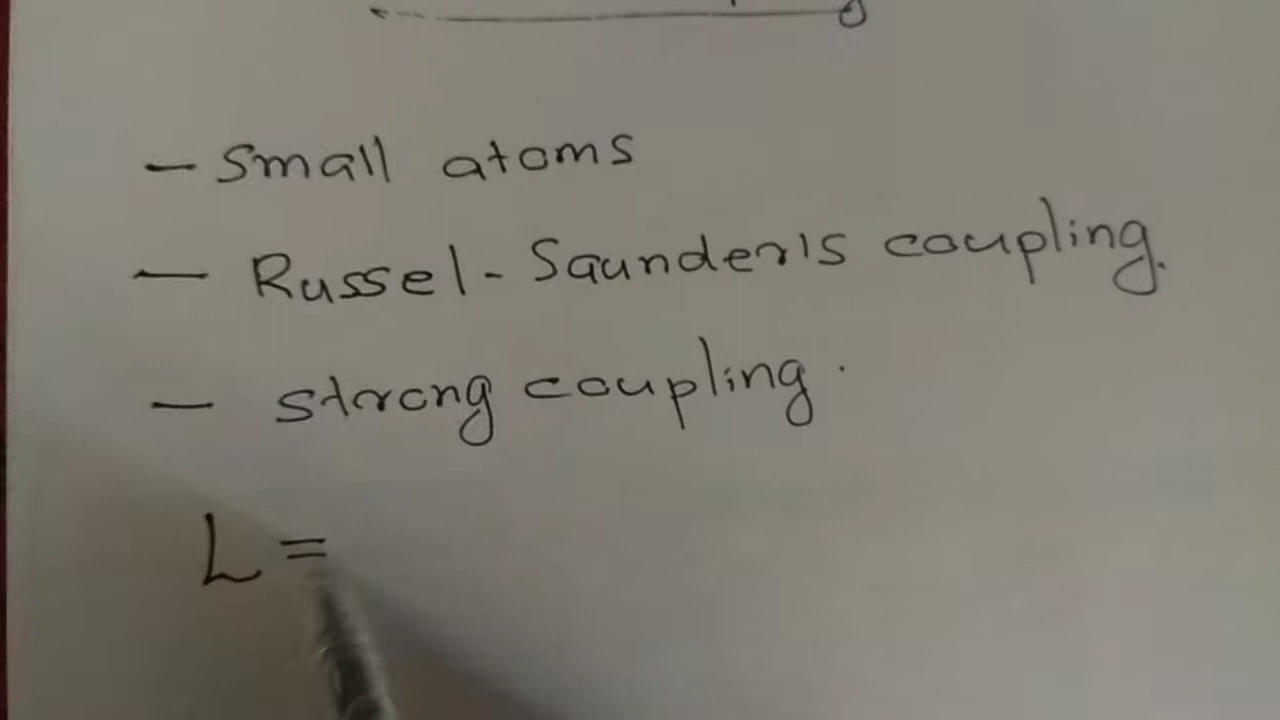 - Small atoms
- Russel-Saunder's coupling.
- strong coupling.
L =